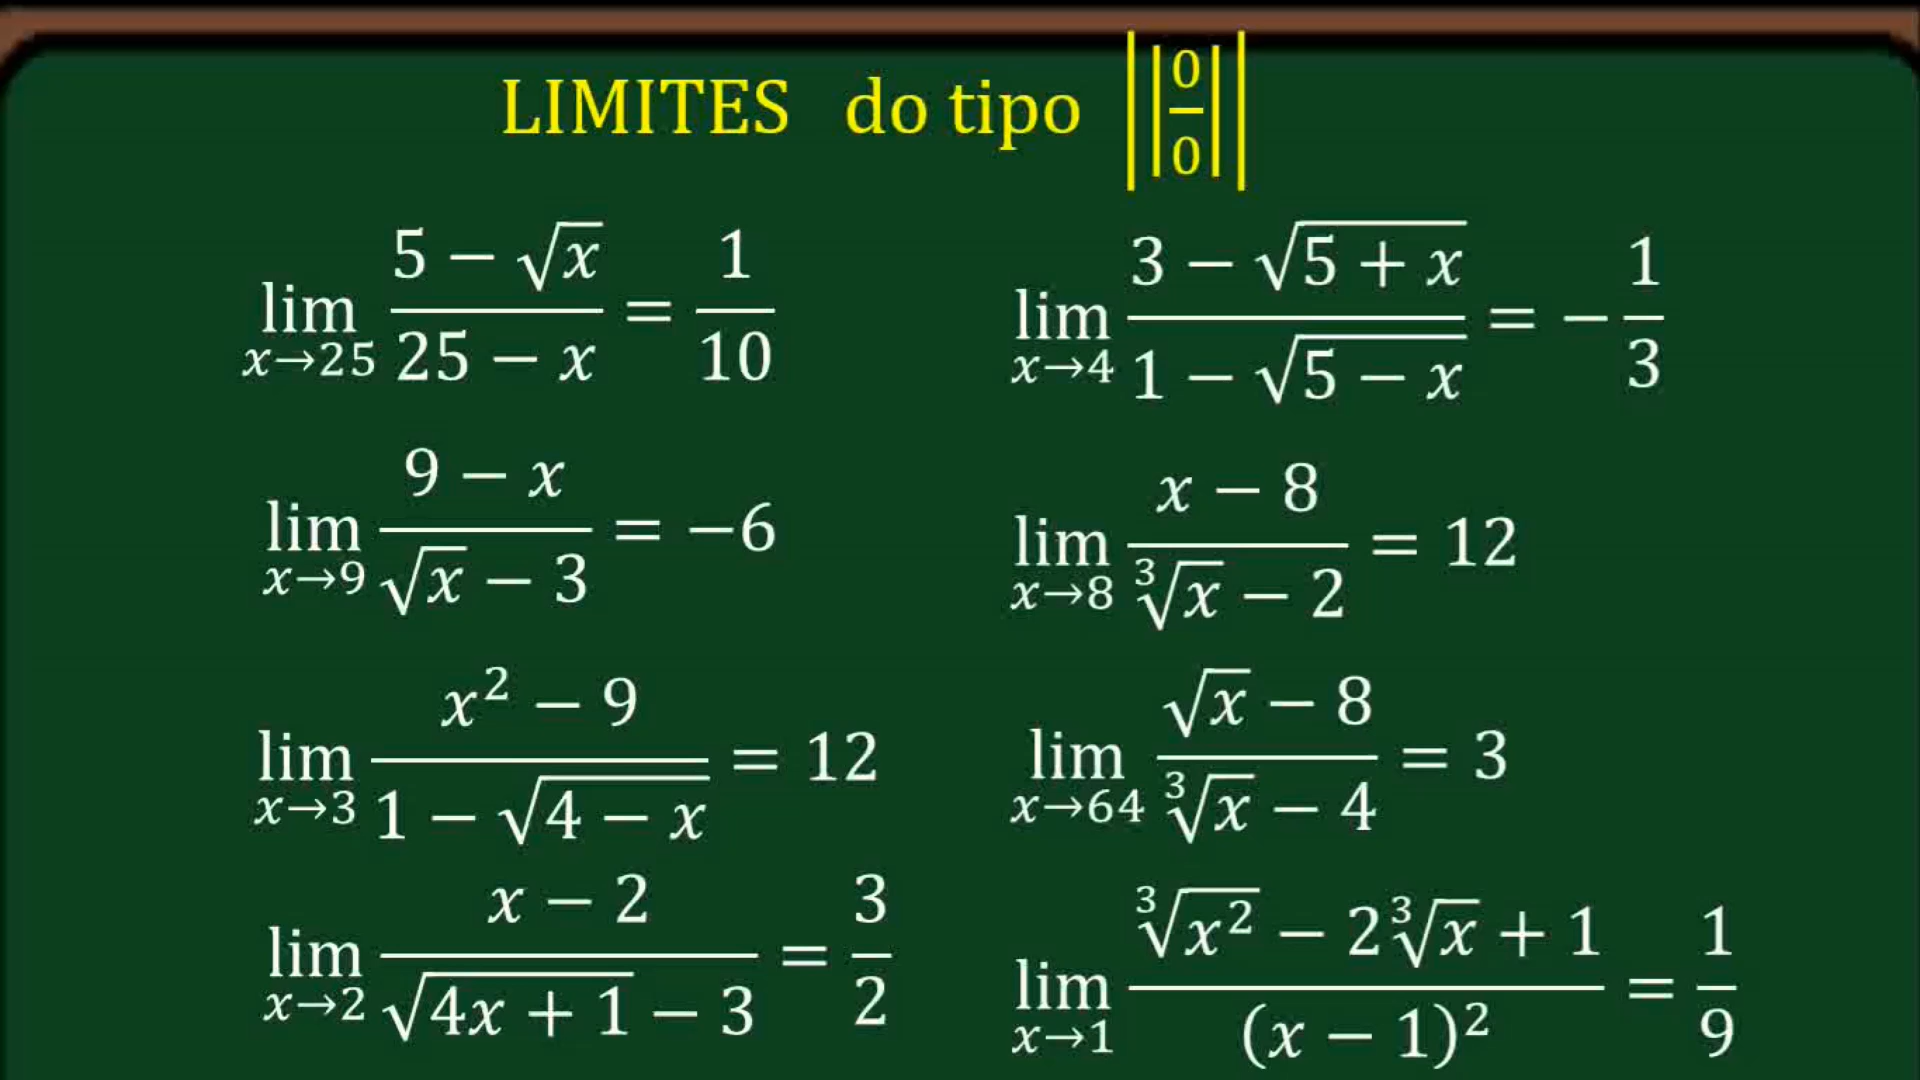 LIMITES do tipo ||0/0||
lim x→25 (5 − √x)/(25 − x) = 1/10
lim x→9 (9 − x)/(√x − 3) = −6
lim x→3 (x² − 9)/(1 − √(4 − x)) = 12
lim x→2 (x − 2)/(√(4x + 1) − 3) = 3/2
lim x→4 (3 − √(5 + x))/(1 − √(5 − x)) = −1/3
lim x→8 (x − 8)/(∛x − 2) = 12
lim x→64 (√x − 8)/(∛x − 4) = 3
lim x→1 (∛(x²) − 2∛x + 1)/((x − 1)²) = 1/9